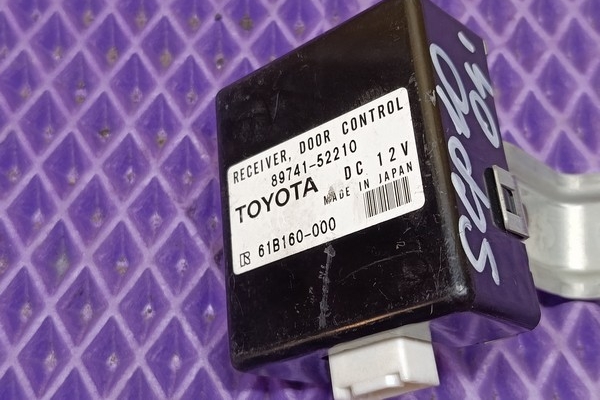 RECEIVER, DOOR CONTROL
89741-52210
TOYOTA DC 12V
MADE IN JAPAN
61B160-000